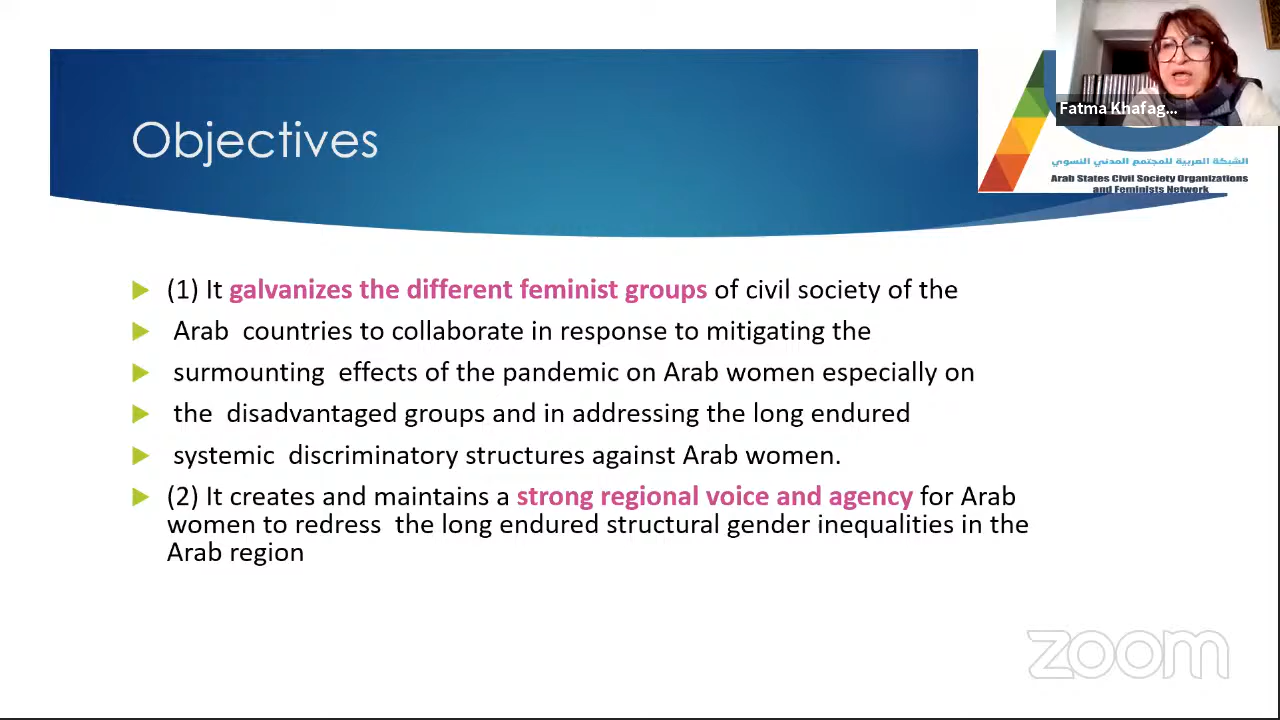 Fatma Khafag...
Objectives
الشبكة العربية للمجتمع المدني النسوي
Arab States Civil Society Organizations
and Feminists Network
(1) It galvanizes the different feminist groups of civil society of the
Arab countries to collaborate in response to mitigating the
surmounting effects of the pandemic on Arab women especially on
the disadvantaged groups and in addressing the long endured
systemic discriminatory structures against Arab women.
(2) It creates and maintains a strong regional voice and agency for Arab
women to redress the long endured structural gender inequalities in the
Arab region
zoom